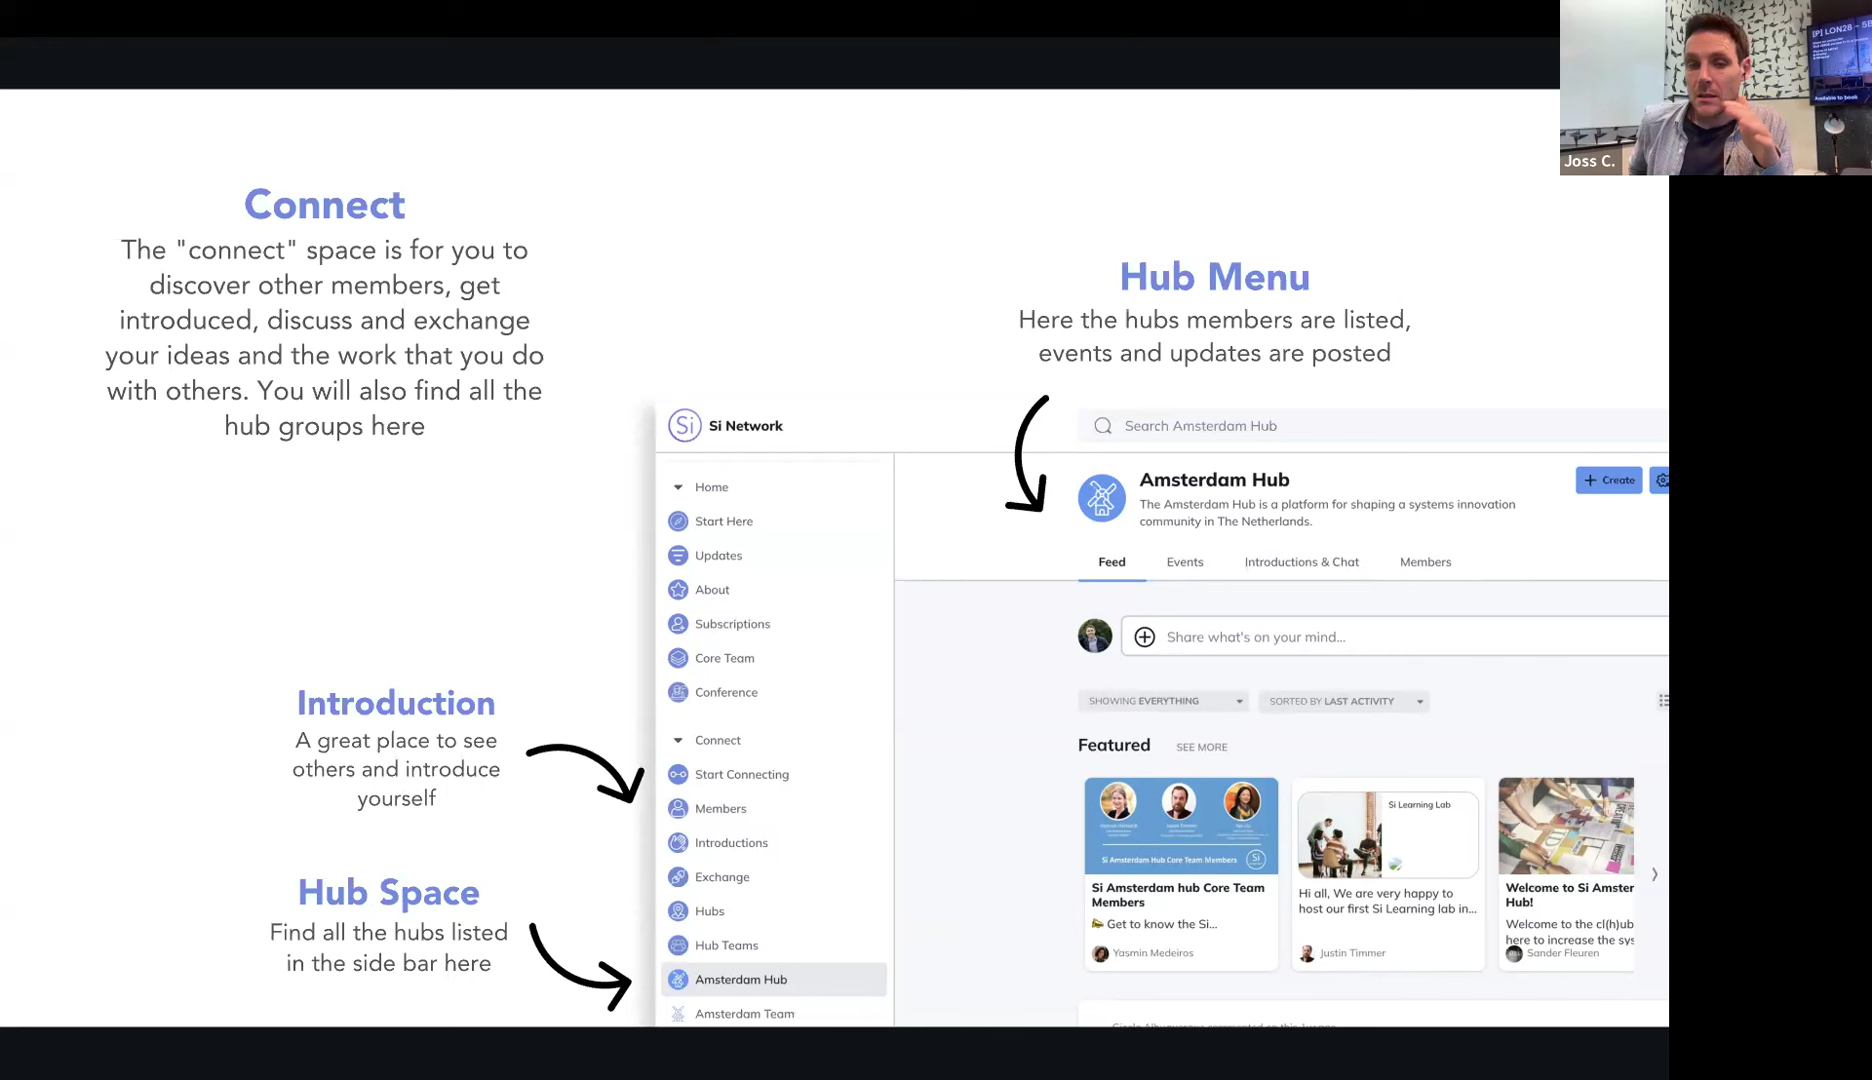 [P] LON28 - 5B
Available to book
Joss C.
Connect
The "connect" space is for you to
discover other members, get
introduced, discuss and exchange
your ideas and the work that you do
with others. You will also find all the
hub groups here
Hub Menu
Here the hubs members are listed,
events and updates are posted
Introduction
A great place to see
others and introduce
yourself
Hub Space
Find all the hubs listed
in the side bar here
Si
Si Network
Search Amsterdam Hub
Home
Start Here
Updates
About
Subscriptions
Core Team
Conference
Connect
Start Connecting
Members
Introductions
Exchange
Hubs
Hub Teams
Amsterdam Hub
Amsterdam Team
Amsterdam Hub
The Amsterdam Hub is a platform for shaping a systems innovation
community in The Netherlands.
+ Create
Feed
Events
Introductions & Chat
Members
Share what's on your mind...
SHOWING EVERYTHING
SORTED BY LAST ACTIVITY
Featured
SEE MORE
Si Amsterdam Hub Core Team Members
Si
Si Amsterdam hub Core Team
Members
Get to know the Si...
Yasmin Medeiros
Si Learning Lab
Hi all, We are very happy to
host our first Si Learning lab in...
Justin Timmer
Welcome to Si Amster
Hub!
Welcome to the cl(h)ub
here to increase the sys
Sander Fleuren